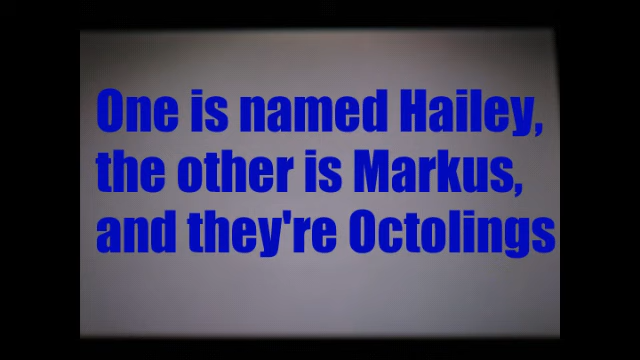 One is named Hailey,
the other is Markus,
and they're Octolings